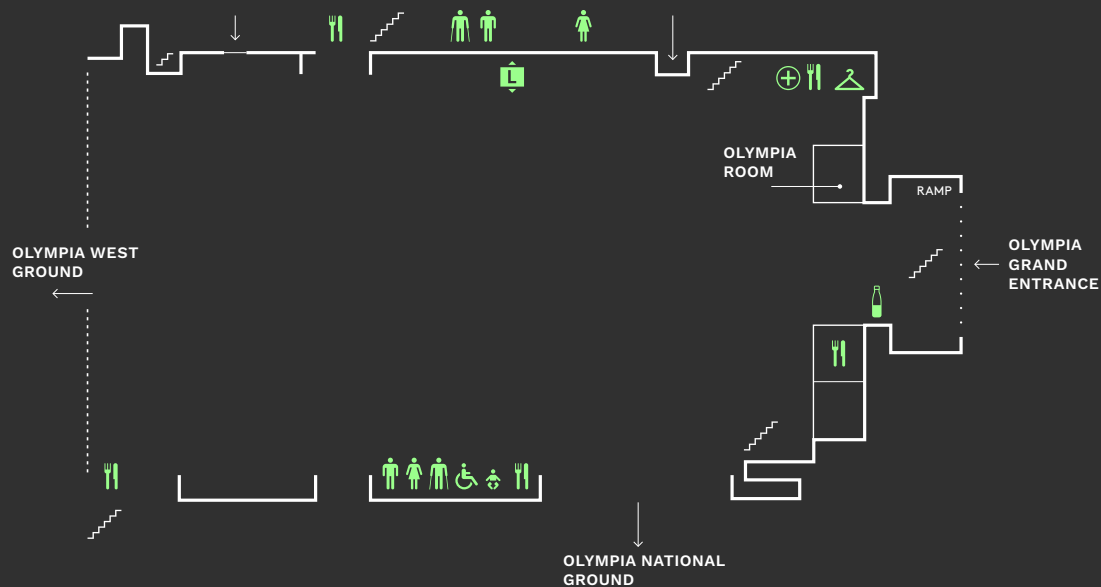 L
OLYMPIA
ROOM
RAMP
OLYMPIA WEST
GROUND
OLYMPIA
GRAND
ENTRANCE
OLYMPIA NATIONAL
GROUND